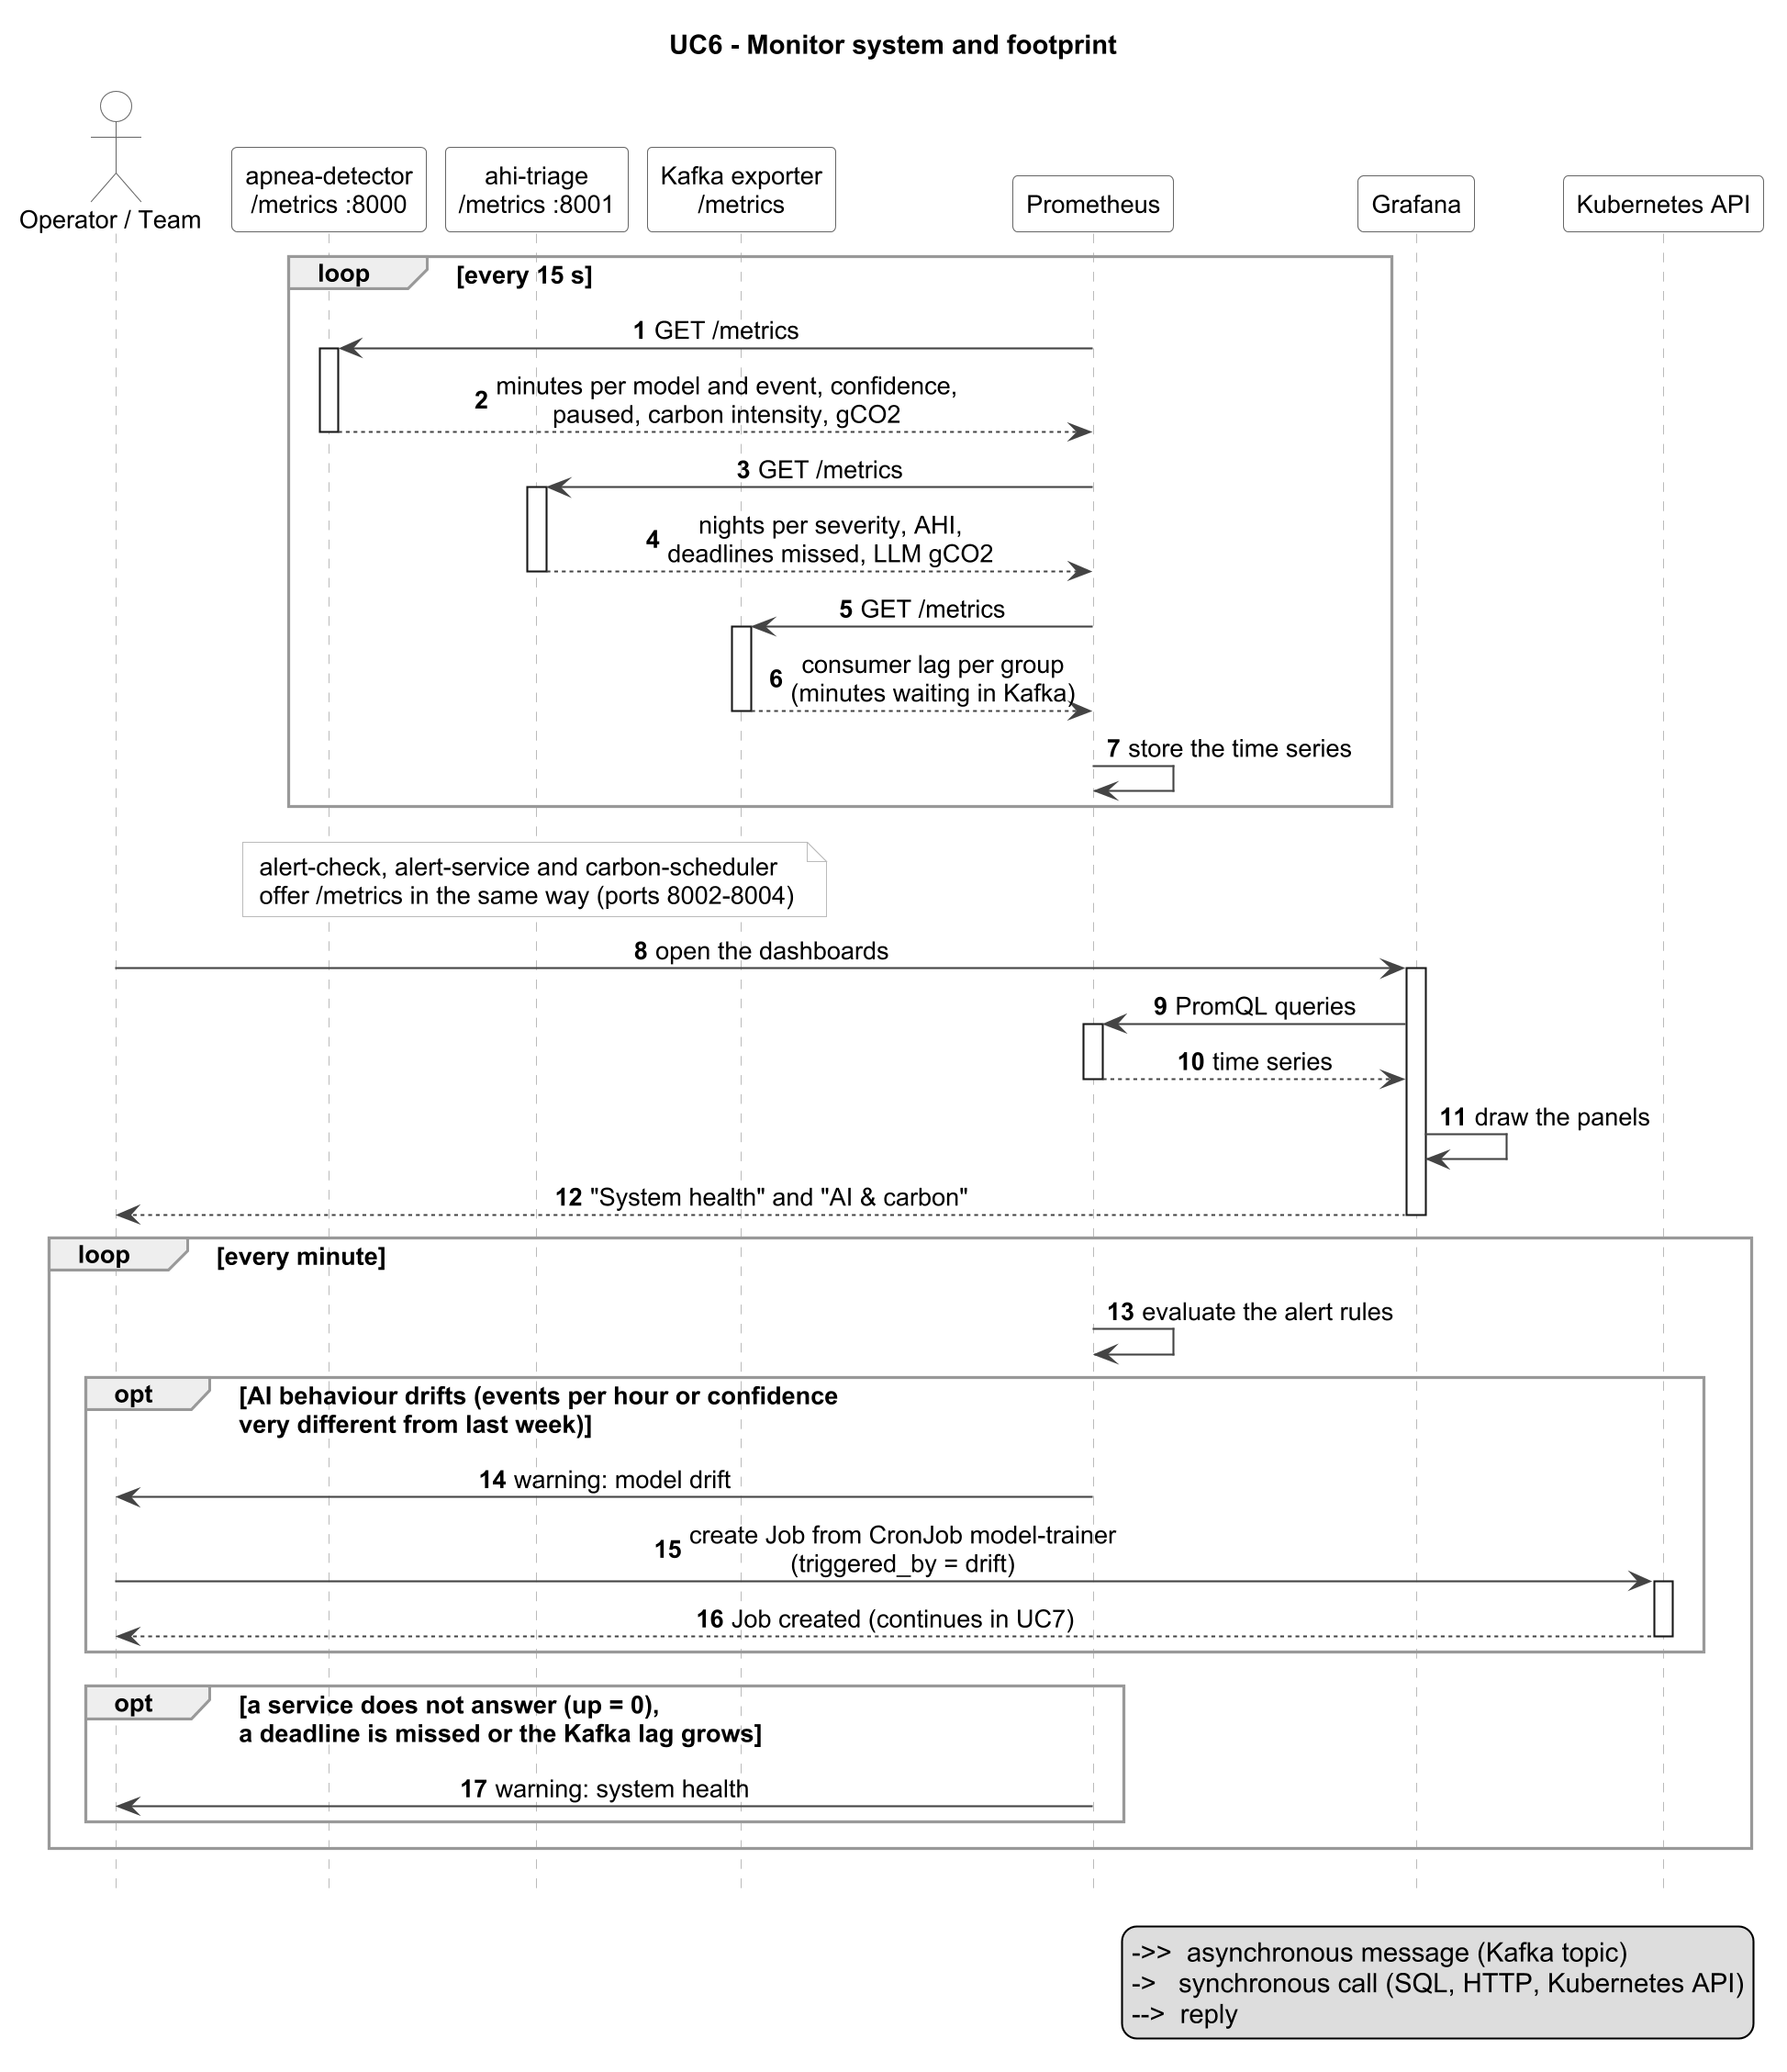 UC6 - Monitor system and footprint
Operator / Team
apnea-detector
/metrics :8000
ahi-triage
/metrics :8001
Kafka exporter
/metrics
Prometheus
Grafana
Kubernetes API
loop [every 15 s]
1 GET /metrics
2 minutes per model and event, confidence,
paused, carbon intensity, gCO2
3 GET /metrics
4 nights per severity, AHI,
deadlines missed, LLM gCO2
5 GET /metrics
6 consumer lag per group
(minutes waiting in Kafka)
7 store the time series
alert-check, alert-service and carbon-scheduler
offer /metrics in the same way (ports 8002-8004)
8 open the dashboards
9 PromQL queries
10 time series
11 draw the panels
12 "System health" and "AI & carbon"
loop [every minute]
13 evaluate the alert rules
opt [AI behaviour drifts (events per hour or confidence
very different from last week)]
14 warning: model drift
15 create Job from CronJob model-trainer
(triggered_by = drift)
16 Job created (continues in UC7)
opt [a service does not answer (up = 0),
a deadline is missed or the Kafka lag grows]
17 warning: system health
->> asynchronous message (Kafka topic)
-> synchronous call (SQL, HTTP, Kubernetes API)
--> reply